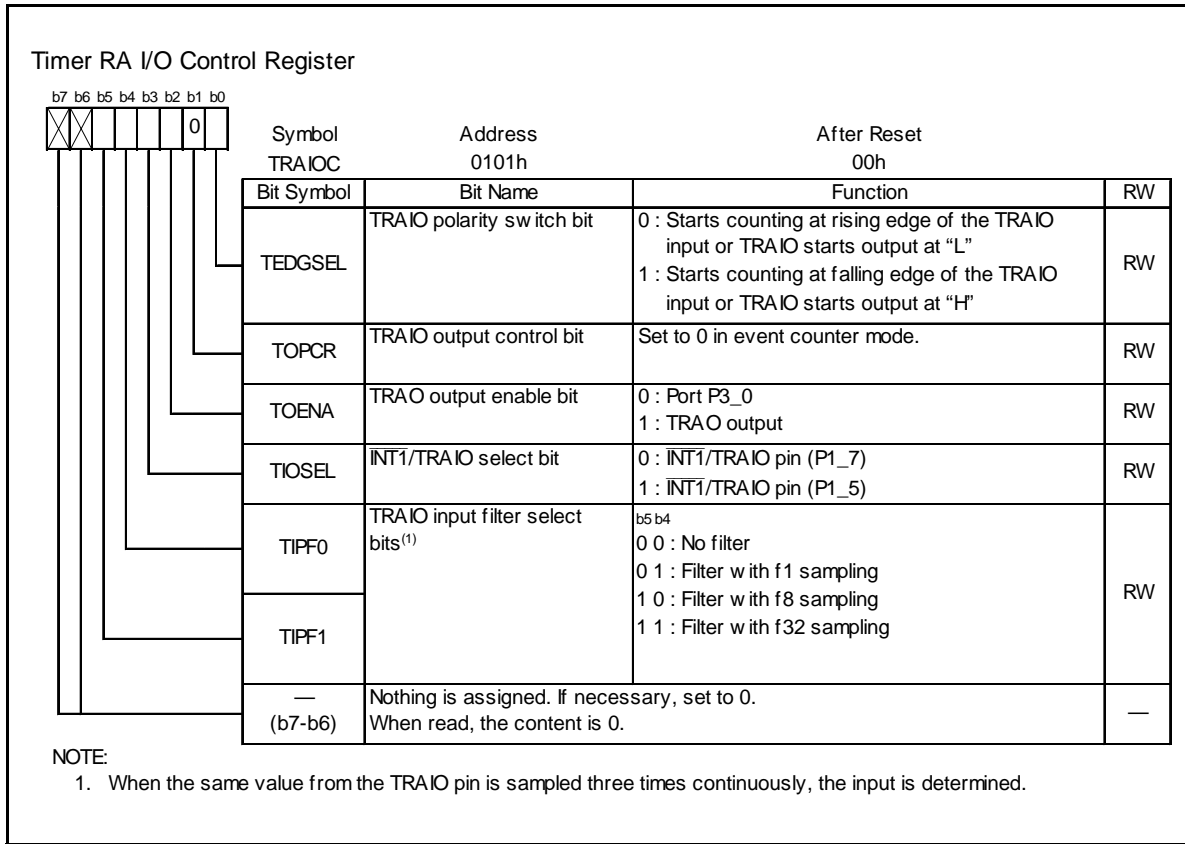 Timer RA I/O Control Register
b7 b6 b5 b4 b3 b2 b1 b0
0
Symbol Address After Reset
TRAIOC 0101h 00h
Bit Symbol Bit Name Function RW
TEDGSEL TRAIO polarity switch bit 0 : Starts counting at rising edge of the TRAIO
input or TRAIO starts output at “L”
1 : Starts counting at falling edge of the TRAIO
input or TRAIO starts output at “H”
RW
TOPCR TRAIO output control bit Set to 0 in event counter mode. RW
TOENA TRAO output enable bit 0 : Port P3_0
1 : TRAO output
RW
TIOSEL INT1/TRAIO select bit 0 : INT1/TRAIO pin (P1_7)
1 : INT1/TRAIO pin (P1_5)
RW
TIPF0 TRAIO input filter select
bits(1)
b5 b4
0 0 : No filter
0 1 : Filter with f1 sampling
1 0 : Filter with f8 sampling
1 1 : Filter with f32 sampling
RW
TIPF1
—
(b7-b6)
Nothing is assigned. If necessary, set to 0.
When read, the content is 0.
—
NOTE:
1. When the same value from the TRAIO pin is sampled three times continuously, the input is determined.